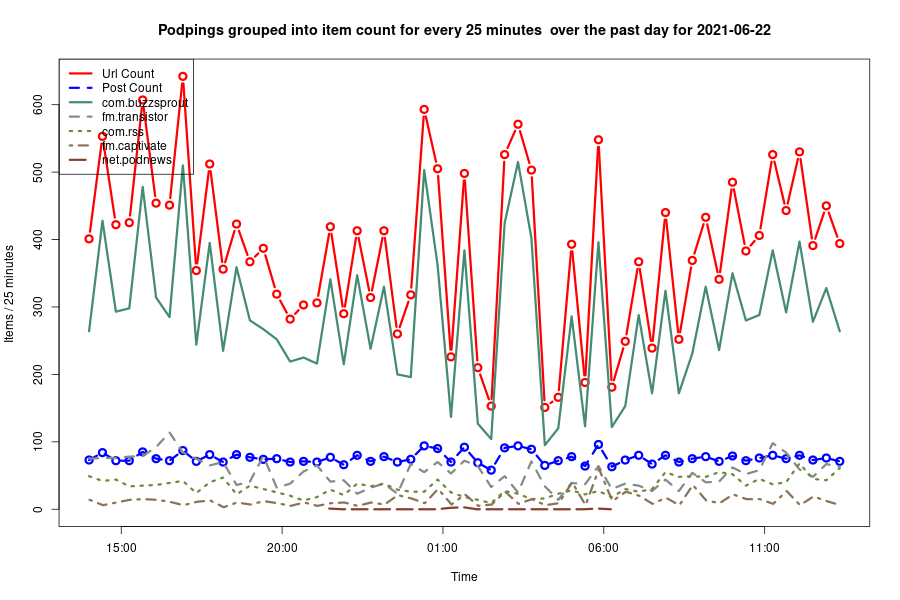 Podpings grouped into item count for every 25 minutes  over the past day for 2021-06-22
Url Count
Post Count
com.buzzsprout
fm.transistor
com.rss
fm.captivate
net.podnews
Items / 25 minutes
600
500
400
300
200
100
0
15:00
20:00
01:00
06:00
11:00
Time